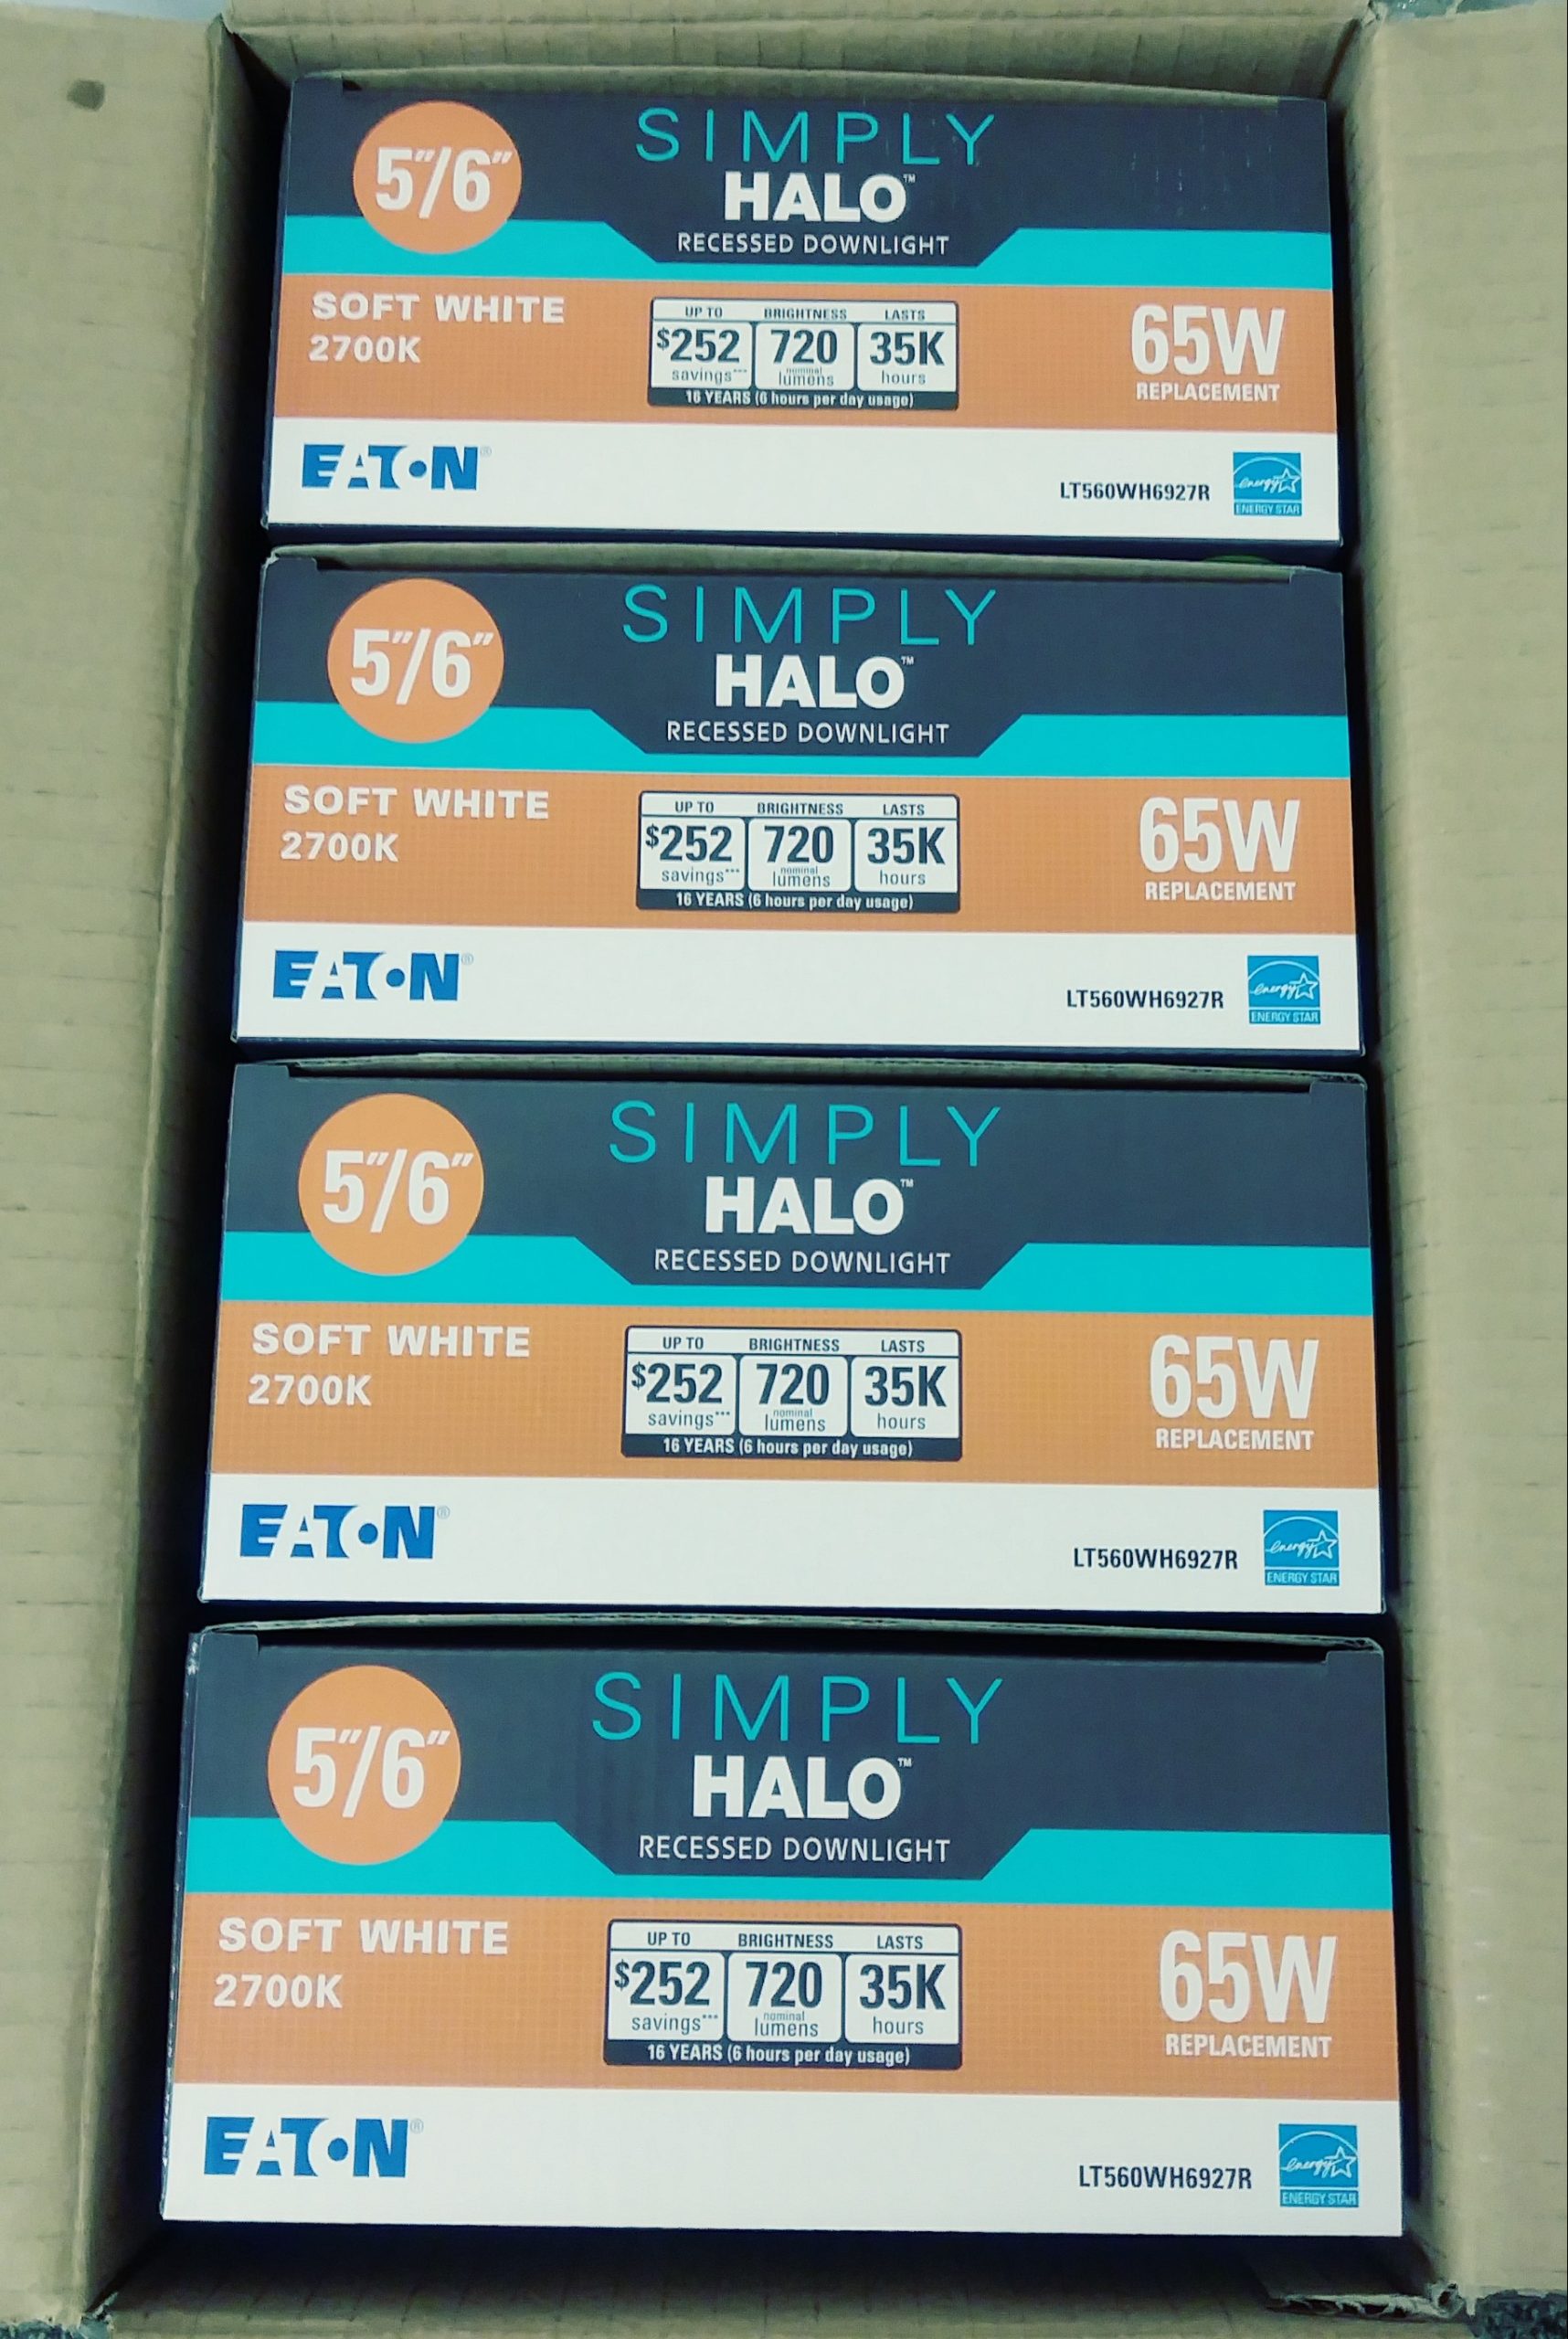 5"/6"
SIMPLY
HALO™
RECESSED DOWNLIGHT
SOFT WHITE
2700K
UP TO BRIGHTNESS LASTS
$252 720 35K
savings*** nominal lumens hours
16 YEARS (6 hours per day usage)
65W
REPLACEMENT
EATON®
LT560WH6927R
energy
ENERGY STAR
5"/6"
SIMPLY
HALO™
RECESSED DOWNLIGHT
SOFT WHITE
2700K
UP TO BRIGHTNESS LASTS
$252 720 35K
savings*** nominal lumens hours
16 YEARS (6 hours per day usage)
65W
REPLACEMENT
EATON®
LT560WH6927R
energy
ENERGY STAR
5"/6"
SIMPLY
HALO™
RECESSED DOWNLIGHT
SOFT WHITE
2700K
UP TO BRIGHTNESS LASTS
$252 720 35K
savings*** nominal lumens hours
16 YEARS (6 hours per day usage)
65W
REPLACEMENT
EATON®
LT560WH6927R
energy
ENERGY STAR
5"/6"
SIMPLY
HALO™
RECESSED DOWNLIGHT
SOFT WHITE
2700K
UP TO BRIGHTNESS LASTS
$252 720 35K
savings*** nominal lumens hours
16 YEARS (6 hours per day usage)
65W
REPLACEMENT
EATON®
LT560WH6927R
energy
ENERGY STAR